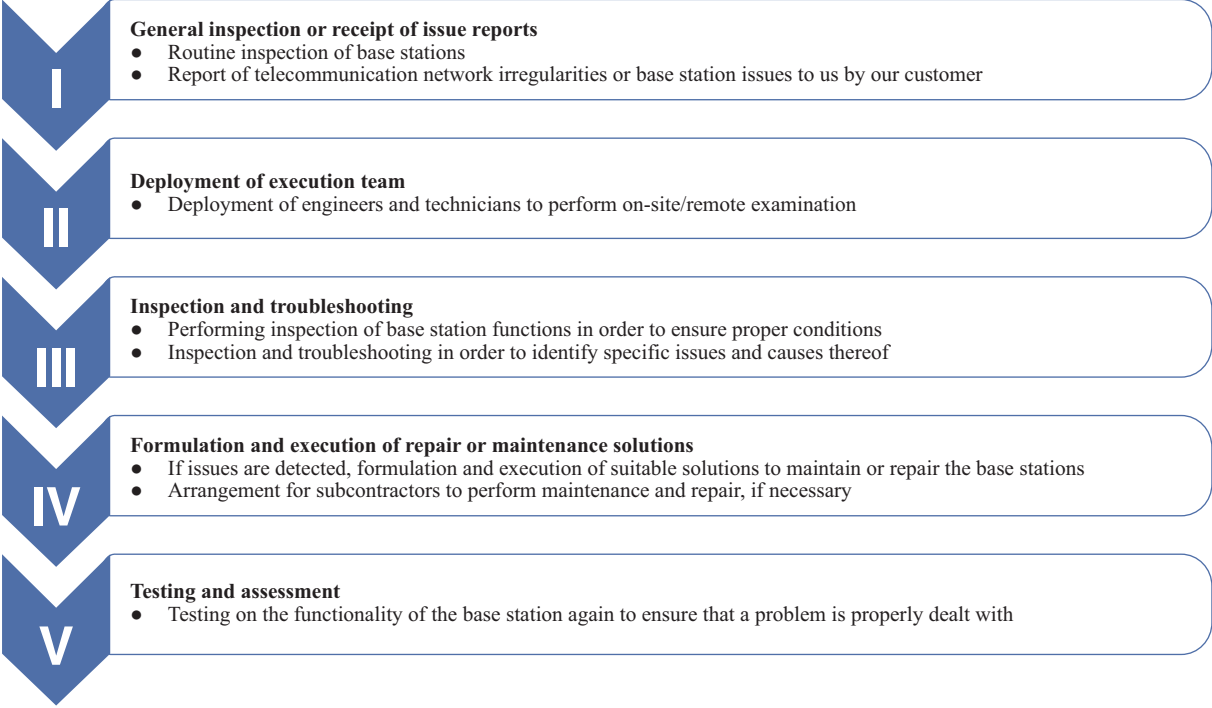 I
General inspection or receipt of issue reports
● Routine inspection of base stations
● Report of telecommunication network irregularities or base station issues to us by our customer
II
Deployment of execution team
● Deployment of engineers and technicians to perform on-site/remote examination
III
Inspection and troubleshooting
● Performing inspection of base station functions in order to ensure proper conditions
● Inspection and troubleshooting in order to identify specific issues and causes thereof
IV
Formulation and execution of repair or maintenance solutions
● If issues are detected, formulation and execution of suitable solutions to maintain or repair the base stations
● Arrangement for subcontractors to perform maintenance and repair, if necessary
V
Testing and assessment
● Testing on the functionality of the base station again to ensure that a problem is properly dealt with